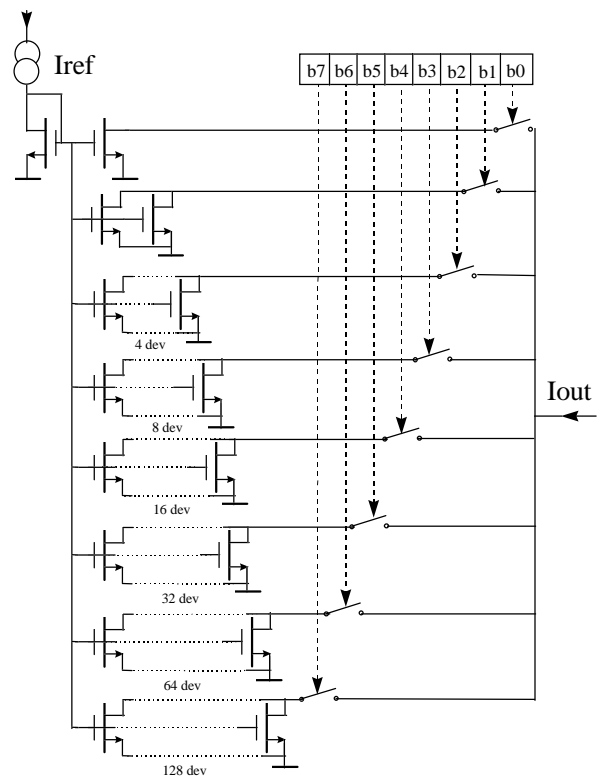 Iref
b7 b6 b5 b4 b3 b2 b1 b0
4 dev
8 dev
Iout
16 dev
32 dev
64 dev
128 dev